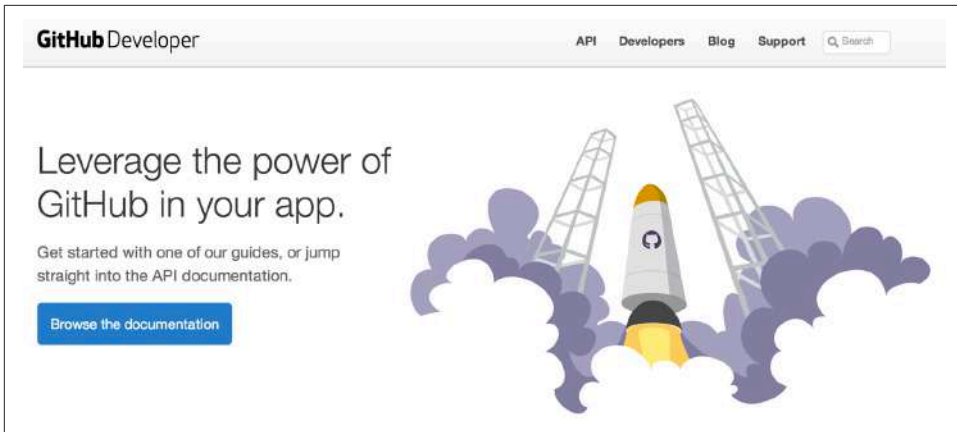 GitHub Developer
API Developers Blog Support Search
Leverage the power of
GitHub in your app.
Get started with one of our guides, or jump
straight into the API documentation.
Browse the documentation